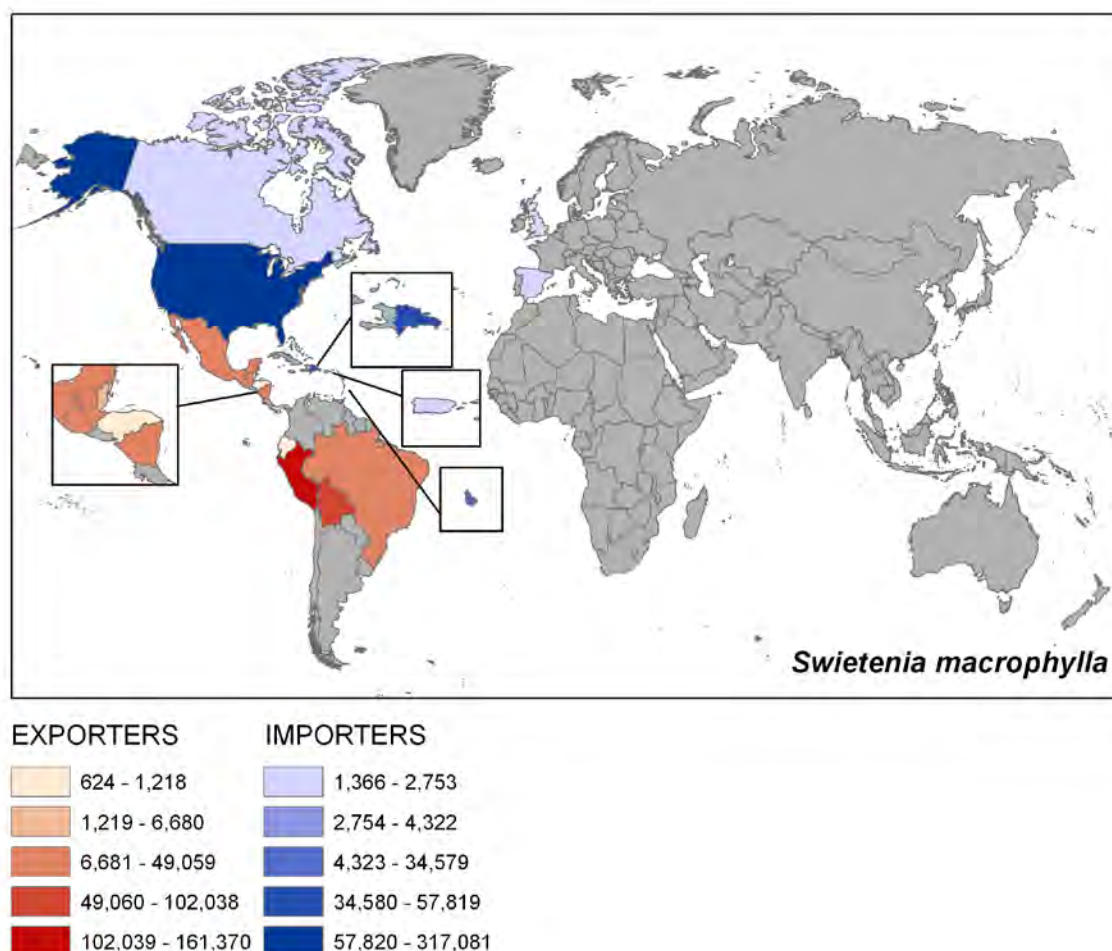 Swietenia macrophylla
EXPORTERS IMPORTERS
624 - 1,218 1,366 - 2,753
1,219 - 6,680 2,754 - 4,322
6,681 - 49,059 4,323 - 34,579
49,060 - 102,038 34,580 - 57,819
102,039 - 161,370 57,820 - 317,081